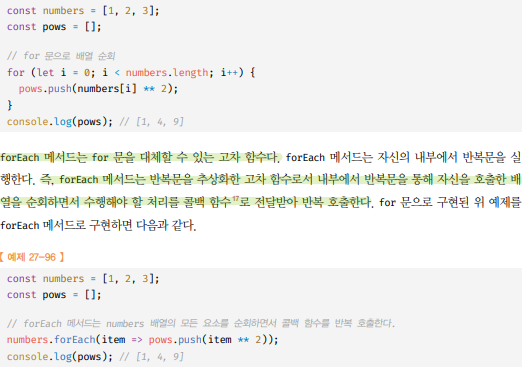 const numbers = [1, 2, 3];
const pows = [];
// for 문으로 배열 순회
for (let i = 0; i < numbers.length; i++) {
  pows.push(numbers[i] ** 2);
}
console.log(pows); // [1, 4, 9]
forEach 메서드는 for 문을 대체할 수 있는 고차 함수다. forEach 메서드는 자신의 내부에서 반복문을 실
행한다. 즉, forEach 메서드는 반복문을 추상화한 고차 함수로서 내부에서 반복문을 통해 자신을 호출한 배
열을 순회하면서 수행해야 할 처리를 콜백 함수17로 전달받아 반복 호출한다. for 문으로 구현된 위 예제를
forEach 메서드로 구현하면 다음과 같다.
【 예제 27-96 】
const numbers = [1, 2, 3];
const pows = [];
// forEach 메서드는 numbers 배열의 모든 요소를 순회하면서 콜백 함수를 반복 호출한다.
numbers.forEach(item => pows.push(item ** 2));
console.log(pows); // [1, 4, 9]